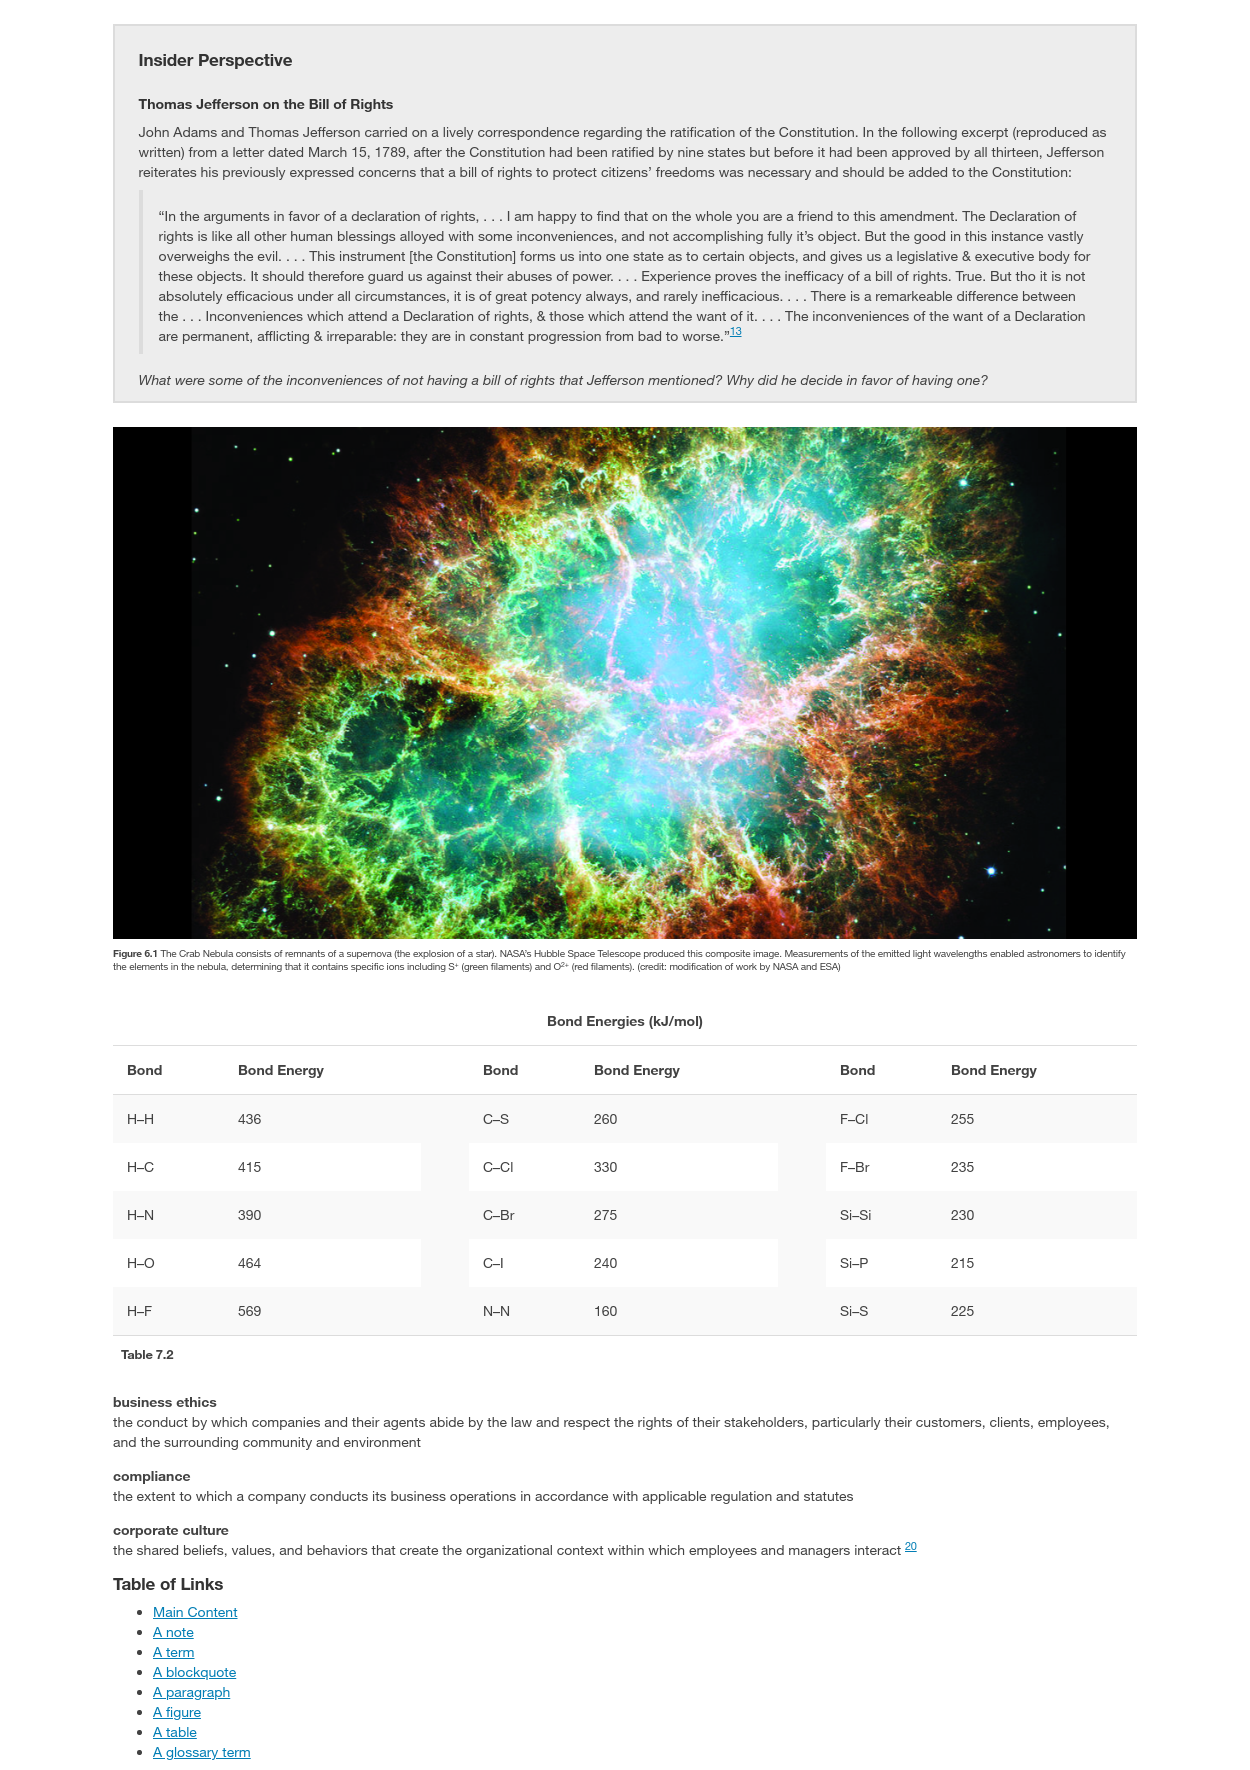 Insider Perspective
Thomas Jefferson on the Bill of Rights
John Adams and Thomas Jefferson carried on a lively correspondence regarding the ratification of the Constitution. In the following excerpt (reproduced as
written) from a letter dated March 15, 1789, after the Constitution had been ratified by nine states but before it had been approved by all thirteen, Jefferson
reiterates his previously expressed concerns that a bill of rights to protect citizens’ freedoms was necessary and should be added to the Constitution:
“In the arguments in favor of a declaration of rights, . . . I am happy to find that on the whole you are a friend to this amendment. The Declaration of
rights is like all other human blessings alloyed with some inconveniences, and not accomplishing fully it’s object. But the good in this instance vastly
overweighs the evil. . . . This instrument [the Constitution] forms us into one state as to certain objects, and gives us a legislative & executive body for
these objects. It should therefore guard us against their abuses of power. . . . Experience proves the inefficacy of a bill of rights. True. But tho it is not
absolutely efficacious under all circumstances, it is of great potency always, and rarely inefficacious. . . . There is a remarkeable difference between
the . . . Inconveniences which attend a Declaration of rights, & those which attend the want of it. . . . The inconveniences of the want of a Declaration
are permanent, afflicting & irreparable: they are in constant progression from bad to worse.”13
What were some of the inconveniences of not having a bill of rights that Jefferson mentioned? Why did he decide in favor of having one?
Figure 6.1 The Crab Nebula consists of remnants of a supernova (the explosion of a star). NASA’s Hubble Space Telescope produced this composite image. Measurements of the emitted light wavelengths enabled astronomers to identify
the elements in the nebula, determining that it contains specific ions including S⁺ (green filaments) and O²⁺ (red filaments). (credit: modification of work by NASA and ESA)
Bond Energies (kJ/mol)
Bond Bond Energy Bond Bond Energy Bond Bond Energy
H–H 436 C–S 260 F–Cl 255
H–C 415 C–Cl 330 F–Br 235
H–N 390 C–Br 275 Si–Si 230
H–O 464 C–I 240 Si–P 215
H–F 569 N–N 160 Si–S 225
Table 7.2
business ethics
the conduct by which companies and their agents abide by the law and respect the rights of their stakeholders, particularly their customers, clients, employees,
and the surrounding community and environment
compliance
the extent to which a company conducts its business operations in accordance with applicable regulation and statutes
corporate culture
the shared beliefs, values, and behaviors that create the organizational context within which employees and managers interact 20
Table of Links
• Main Content
• A note
• A term
• A blockquote
• A paragraph
• A figure
• A table
• A glossary term